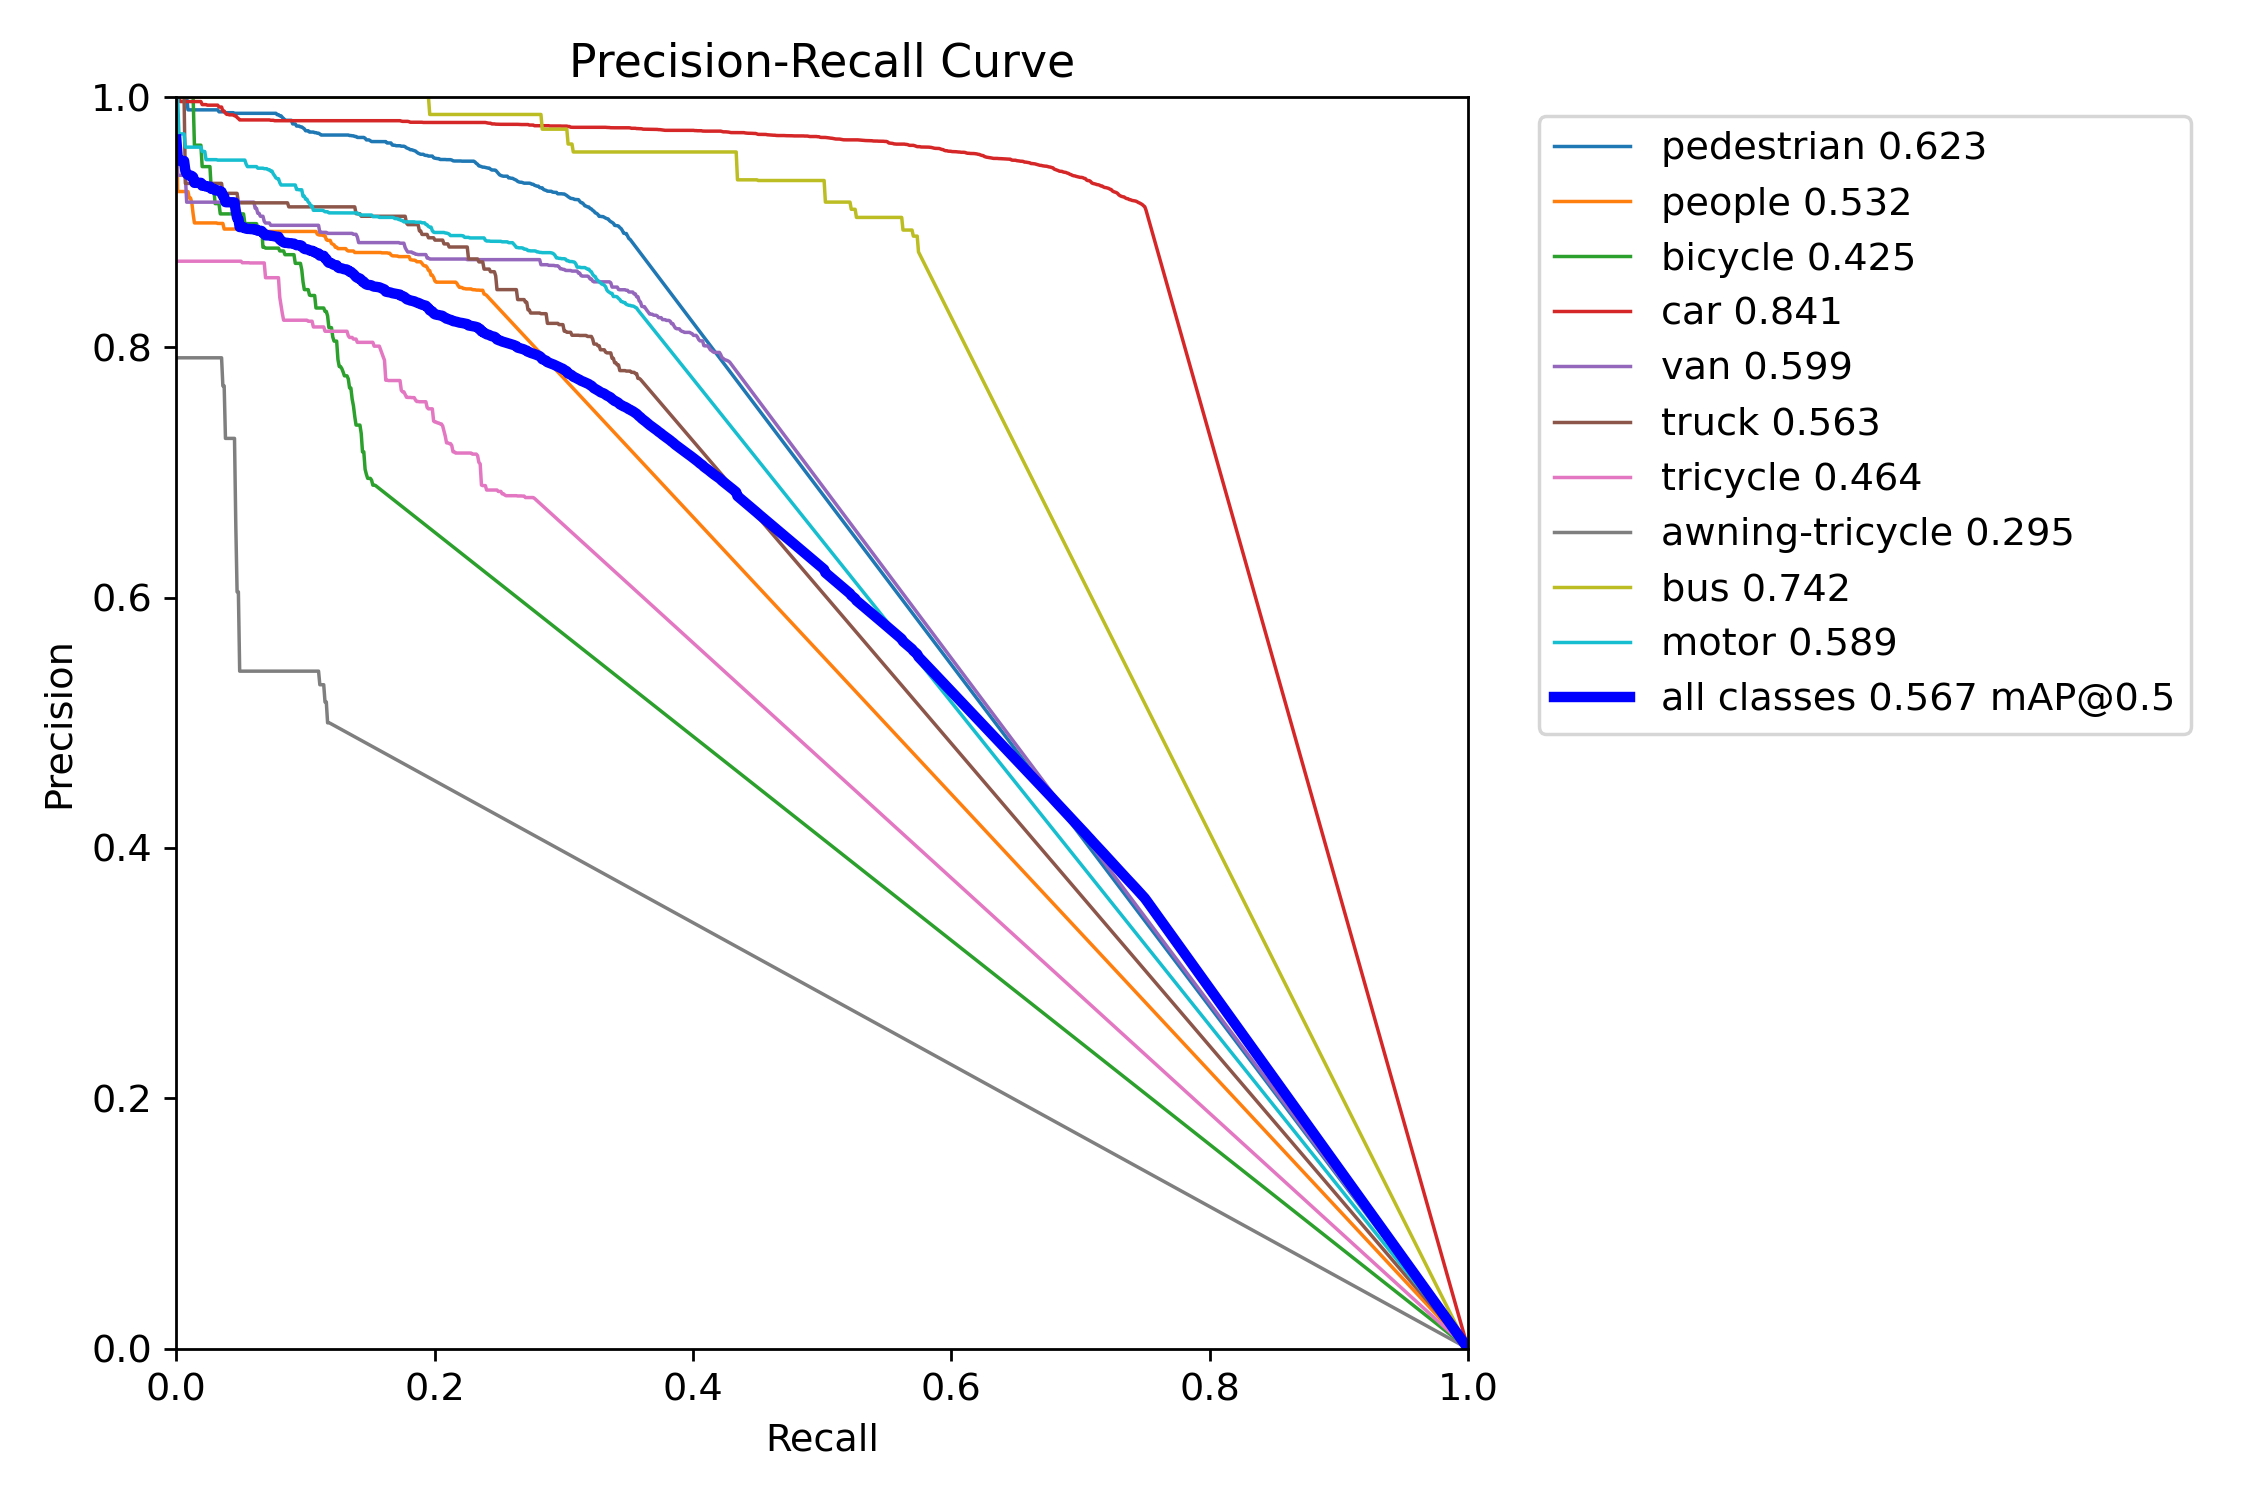 Precision-Recall Curve
1.0
0.8
0.6
0.4
0.2
0.0
Precision
0.0 0.2 0.4 0.6 0.8 1.0
Recall
pedestrian 0.623
people 0.532
bicycle 0.425
car 0.841
van 0.599
truck 0.563
tricycle 0.464
awning-tricycle 0.295
bus 0.742
motor 0.589
all classes 0.567 mAP@0.5